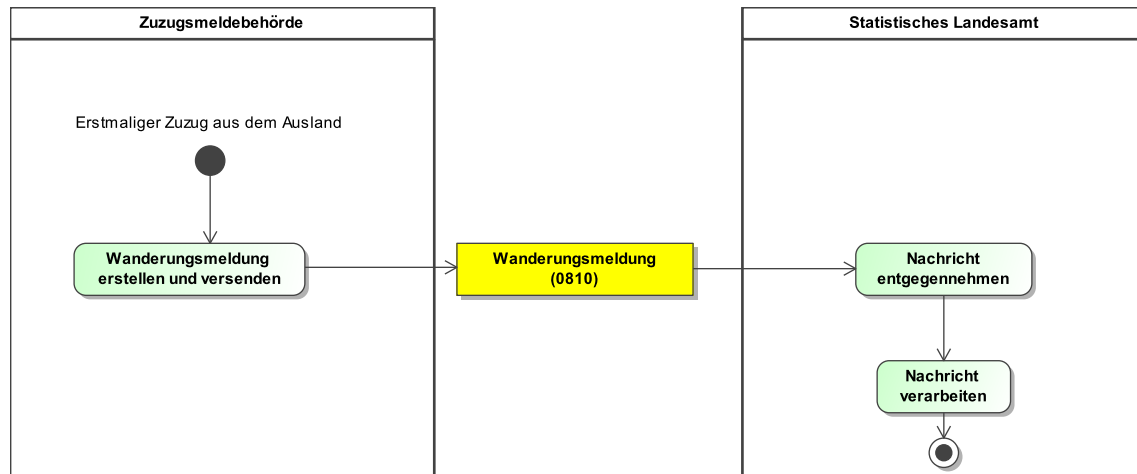 Zuzugsmeldebehörde
Statistisches Landesamt
Erstmaliger Zuzug aus dem Ausland
Wanderungsmeldung
erstellen und versenden
Wanderungsmeldung
(0810)
Nachricht
entgegennehmen
Nachricht
verarbeiten